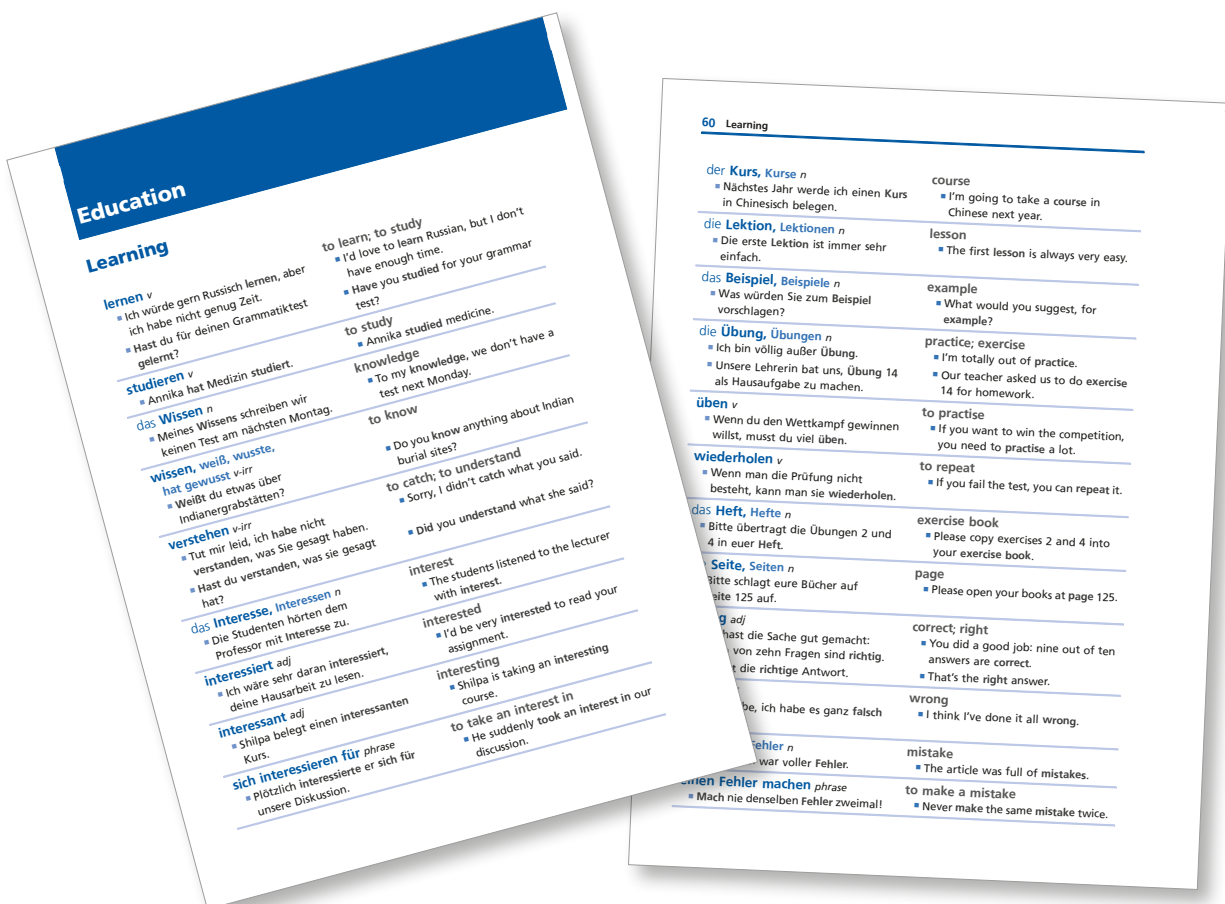 Education
Learning
lernen v
▪ Ich würde gern Russisch lernen, aber
ich habe nicht genug Zeit.
▪ Hast du für deinen Grammatiktest
gelernt?
to learn; to study
▪ I'd love to learn Russian, but I don't
have enough time.
▪ Have you studied for your grammar
test?
studieren v
▪ Annika hat Medizin studiert.
to study
▪ Annika studied medicine.
das Wissen n
▪ Meines Wissens schreiben wir
keinen Test am nächsten Montag.
knowledge
▪ To my knowledge, we don't have a
test next Monday.
wissen, weiß, wusste,
hat gewusst v-irr
▪ Weißt du etwas über
Indianergrabstätten?
to know
▪ Do you know anything about Indian
burial sites?
verstehen v-irr
▪ Tut mir leid, ich habe nicht
verstanden, was Sie gesagt haben.
▪ Hast du verstanden, was sie gesagt
hat?
to catch; to understand
▪ Sorry, I didn't catch what you said.
▪ Did you understand what she said?
das Interesse, Interessen n
▪ Die Studenten hörten dem
Professor mit Interesse zu.
interest
▪ The students listened to the lecturer
with interest.
interessiert adj
▪ Ich wäre sehr daran interessiert,
deine Hausarbeit zu lesen.
interested
▪ I'd be very interested to read your
assignment.
interessant adj
▪ Shilpa belegt einen interessanten
Kurs.
interesting
▪ Shilpa is taking an interesting
course.
sich interessieren für phrase
▪ Plötzlich interessierte er sich für
unsere Diskussion.
to take an interest in
▪ He suddenly took an interest in our
discussion.
60 Learning
der Kurs, Kurse n
▪ Nächstes Jahr werde ich einen Kurs
in Chinesisch belegen.
course
▪ I'm going to take a course in
Chinese next year.
die Lektion, Lektionen n
▪ Die erste Lektion ist immer sehr
einfach.
lesson
▪ The first lesson is always very easy.
das Beispiel, Beispiele n
▪ Was würden Sie zum Beispiel
vorschlagen?
example
▪ What would you suggest, for
example?
die Übung, Übungen n
▪ Ich bin völlig außer Übung.
▪ Unsere Lehrerin bat uns, Übung 14
als Hausaufgabe zu machen.
practice; exercise
▪ I'm totally out of practice.
▪ Our teacher asked us to do exercise
14 for homework.
üben v
▪ Wenn du den Wettkampf gewinnen
willst, musst du viel üben.
to practise
▪ If you want to win the competition,
you need to practise a lot.
wiederholen v
▪ Wenn man die Prüfung nicht
besteht, kann man sie wiederholen.
to repeat
▪ If you fail the test, you can repeat it.
das Heft, Hefte n
▪ Bitte übertragt die Übungen 2 und
4 in euer Heft.
exercise book
▪ Please copy exercises 2 and 4 into
your exercise book.
Seite, Seiten n
Bitte schlagt eure Bücher auf
125 auf.
page
▪ Please open your books at page 125.
adj
hast die Sache gut gemacht:
von zehn Fragen sind richtig.
die richtige Antwort.
correct; right
▪ You did a good job: nine out of ten
answers are correct.
▪ That's the right answer.
ich habe es ganz falsch
wrong
▪ I think I've done it all wrong.
n
war voller Fehler.
mistake
▪ The article was full of mistakes.
Fehler machen phrase
▪ Mach nie denselben Fehler zweimal!
to make a mistake
▪ Never make the same mistake twice.